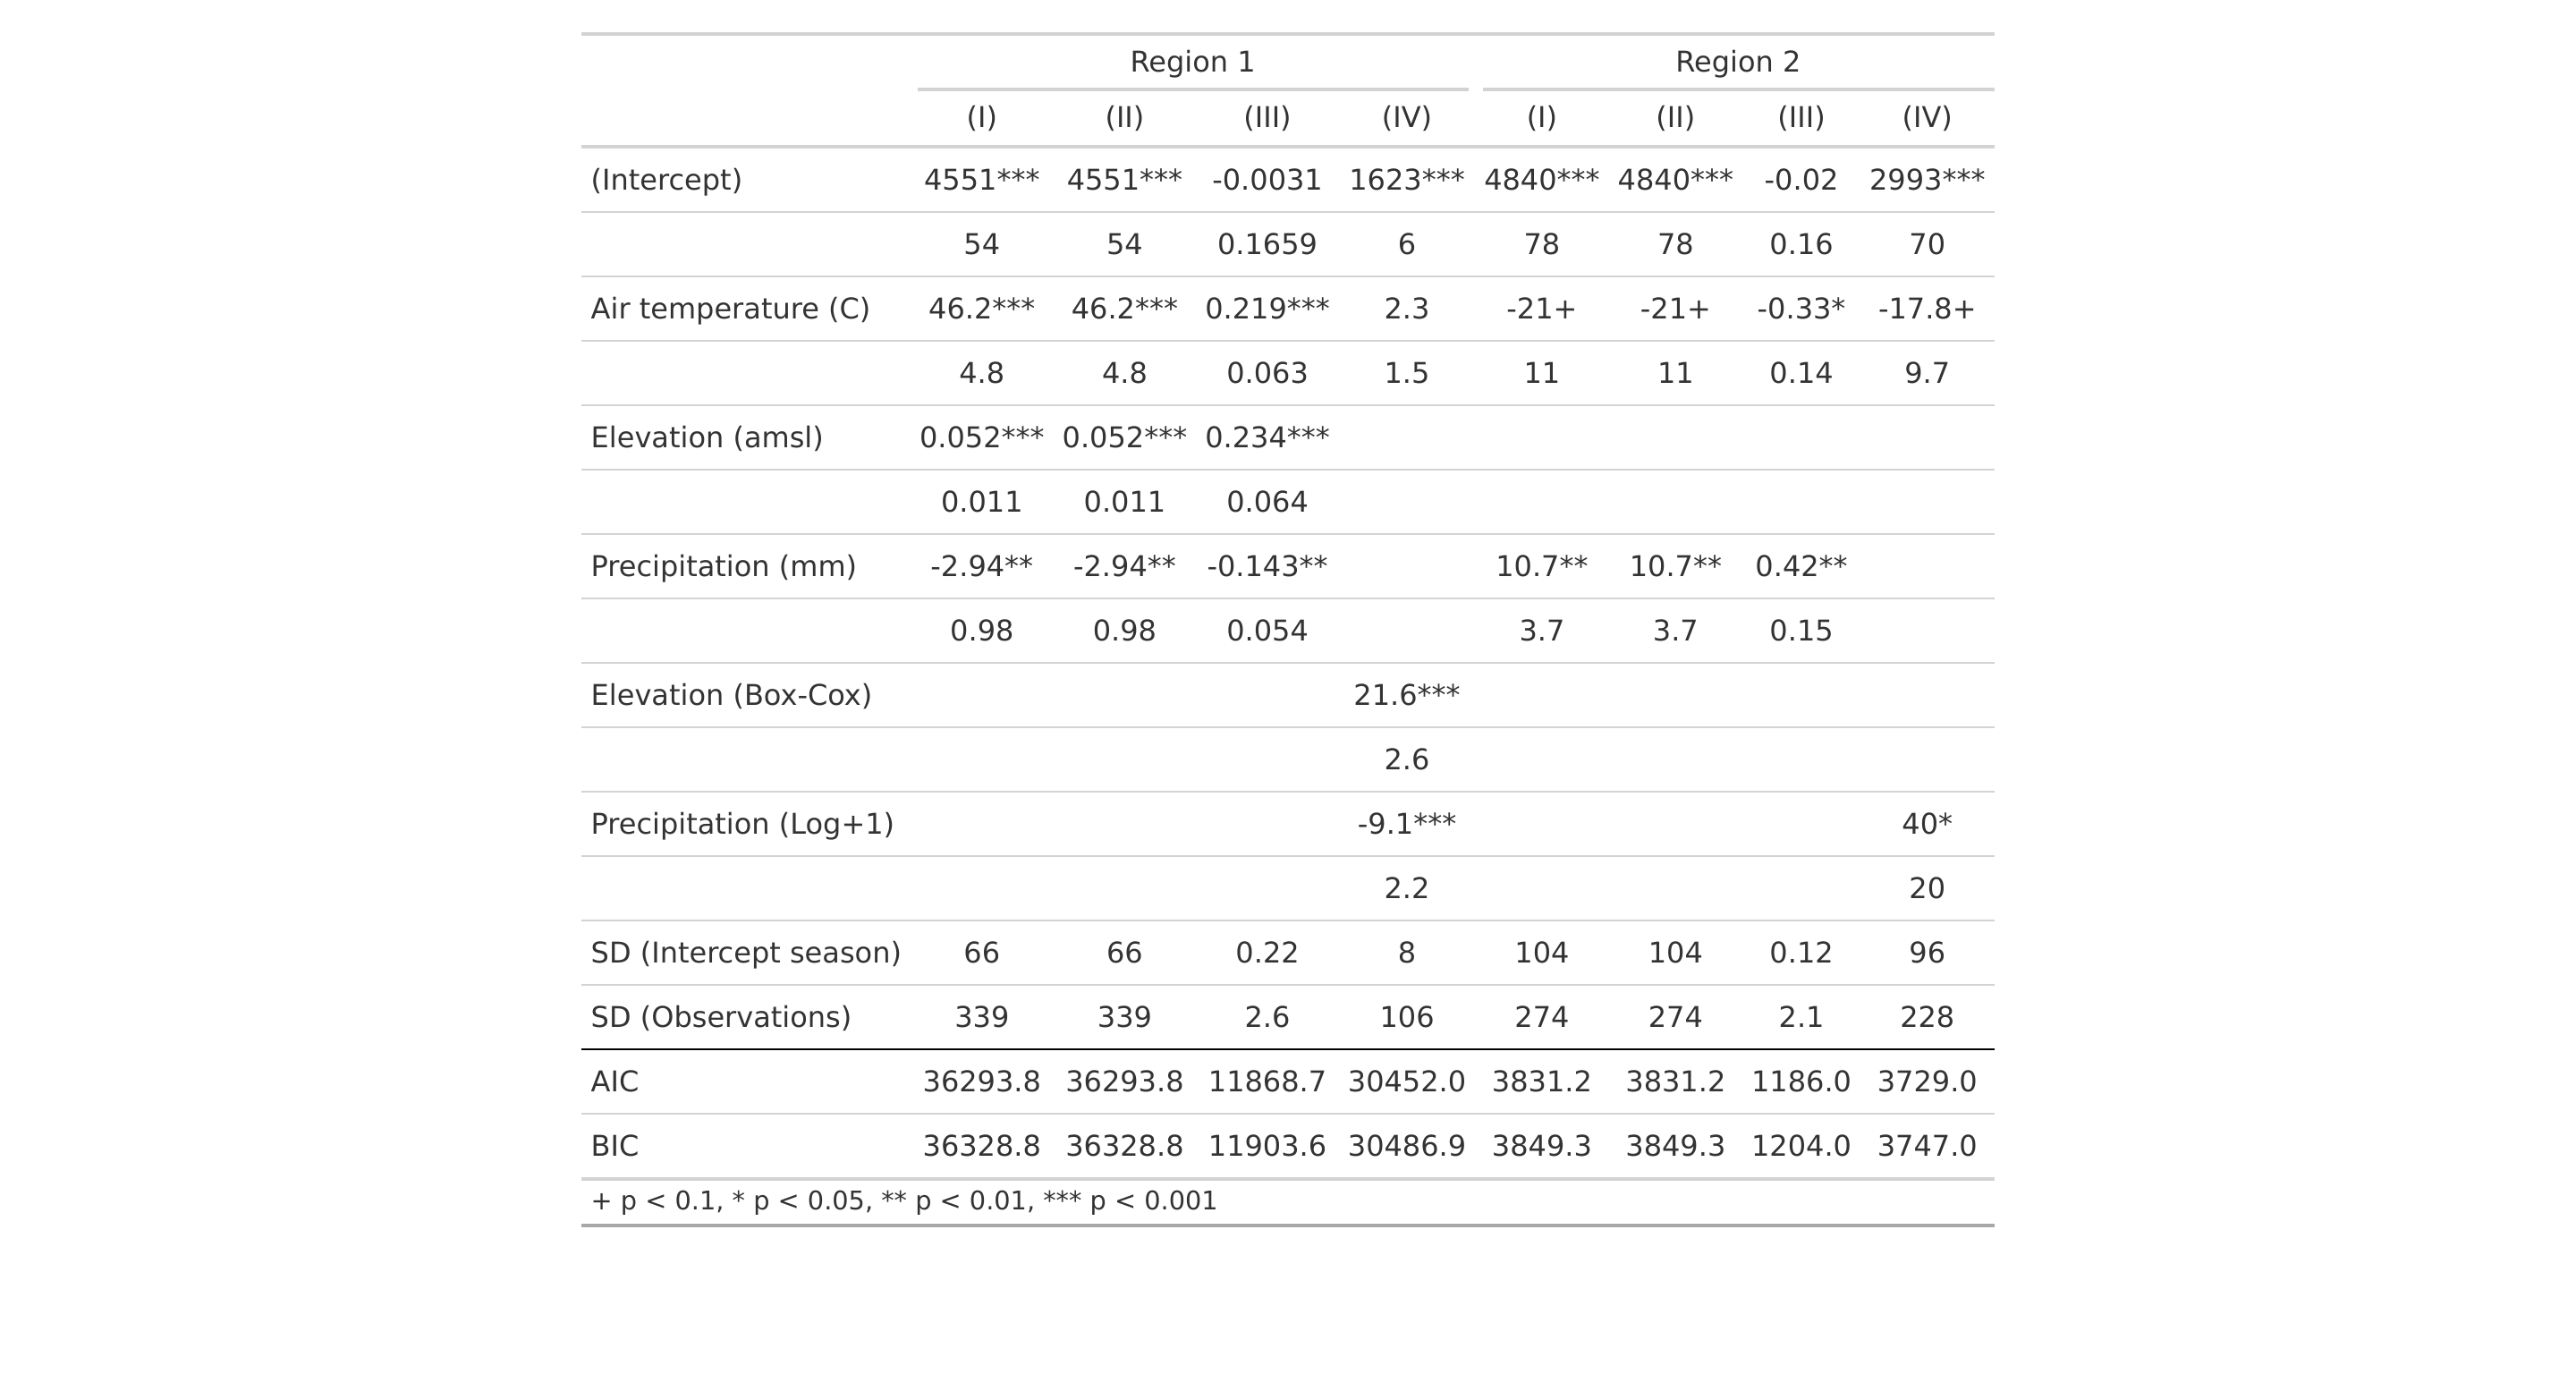 Region 1 Region 2
(I) (II) (III) (IV) (I) (II) (III) (IV)
(Intercept) 4551*** 4551*** -0.0031 1623*** 4840*** 4840*** -0.02 2993***
54 54 0.1659 6 78 78 0.16 70
Air temperature (C) 46.2*** 46.2*** 0.219*** 2.3 -21+ -21+ -0.33* -17.8+
4.8 4.8 0.063 1.5 11 11 0.14 9.7
Elevation (amsl) 0.052*** 0.052*** 0.234***
0.011 0.011 0.064
Precipitation (mm) -2.94** -2.94** -0.143** 10.7** 10.7** 0.42**
0.98 0.98 0.054 3.7 3.7 0.15
Elevation (Box-Cox) 21.6***
2.6
Precipitation (Log+1) -9.1*** 40*
2.2 20
SD (Intercept season) 66 66 0.22 8 104 104 0.12 96
SD (Observations) 339 339 2.6 106 274 274 2.1 228
AIC 36293.8 36293.8 11868.7 30452.0 3831.2 3831.2 1186.0 3729.0
BIC 36328.8 36328.8 11903.6 30486.9 3849.3 3849.3 1204.0 3747.0
+ p < 0.1, * p < 0.05, ** p < 0.01, *** p < 0.001